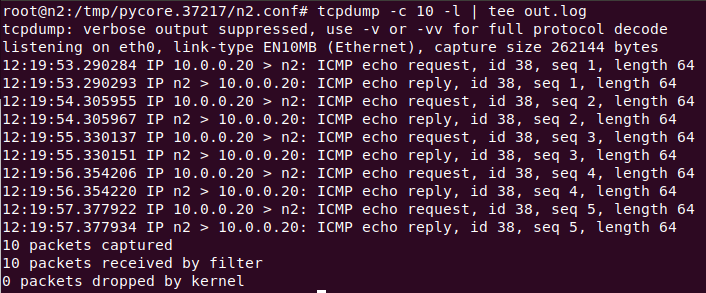 root@n2:/tmp/pycore.37217/n2.conf# tcpdump -c 10 -l | tee out.log
tcpdump: verbose output suppressed, use -v or -vv for full protocol decode
listening on eth0, link-type EN10MB (Ethernet), capture size 262144 bytes
12:19:53.290284 IP 10.0.0.20 > n2: ICMP echo request, id 38, seq 1, length 64
12:19:53.290293 IP n2 > 10.0.0.20: ICMP echo reply, id 38, seq 1, length 64
12:19:54.305955 IP 10.0.0.20 > n2: ICMP echo request, id 38, seq 2, length 64
12:19:54.305967 IP n2 > 10.0.0.20: ICMP echo reply, id 38, seq 2, length 64
12:19:55.330137 IP 10.0.0.20 > n2: ICMP echo request, id 38, seq 3, length 64
12:19:55.330151 IP n2 > 10.0.0.20: ICMP echo reply, id 38, seq 3, length 64
12:19:56.354206 IP 10.0.0.20 > n2: ICMP echo request, id 38, seq 4, length 64
12:19:56.354220 IP n2 > 10.0.0.20: ICMP echo reply, id 38, seq 4, length 64
12:19:57.377922 IP 10.0.0.20 > n2: ICMP echo request, id 38, seq 5, length 64
12:19:57.377934 IP n2 > 10.0.0.20: ICMP echo reply, id 38, seq 5, length 64
10 packets captured
10 packets received by filter
0 packets dropped by kernel